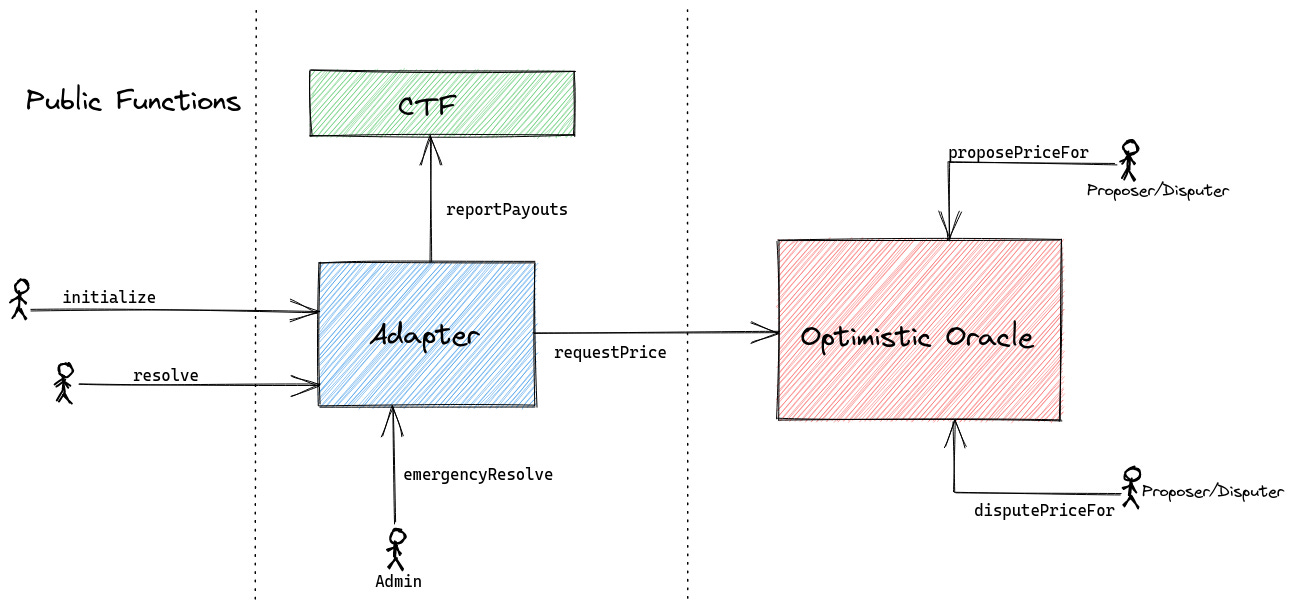 Public Functions
CTF
proposePriceFor
Proposer/Disputer
reportPayouts
initialize
Adapter
Optimistic Oracle
requestPrice
resolve
emergencyResolve
Proposer/Disputer
disputePriceFor
Admin